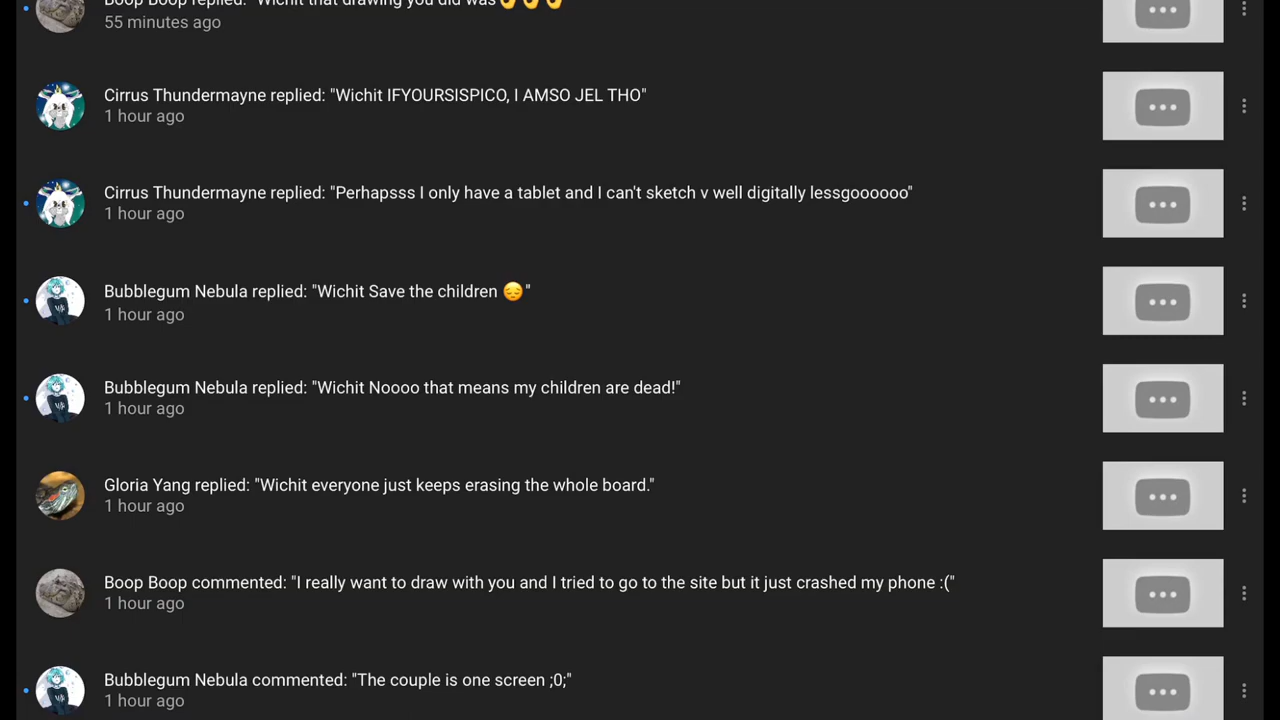 Boop Boop replied: "Wichit that drawing you did was👌👌👌
55 minutes ago
Cirrus Thundermayne replied: "Wichit IFYOURSISPICO, I AMSO JEL THO"
1 hour ago
Cirrus Thundermayne replied: "Perhapsss I only have a tablet and I can't sketch v well digitally lessgoooooo"
1 hour ago
Bubblegum Nebula replied: "Wichit Save the children 😔"
1 hour ago
Bubblegum Nebula replied: "Wichit Noooo that means my children are dead!"
1 hour ago
Gloria Yang replied: "Wichit everyone just keeps erasing the whole board."
1 hour ago
Boop Boop commented: "I really want to draw with you and I tried to go to the site but it just crashed my phone :("
1 hour ago
Bubblegum Nebula commented: "The couple is one screen ;0;"
1 hour ago